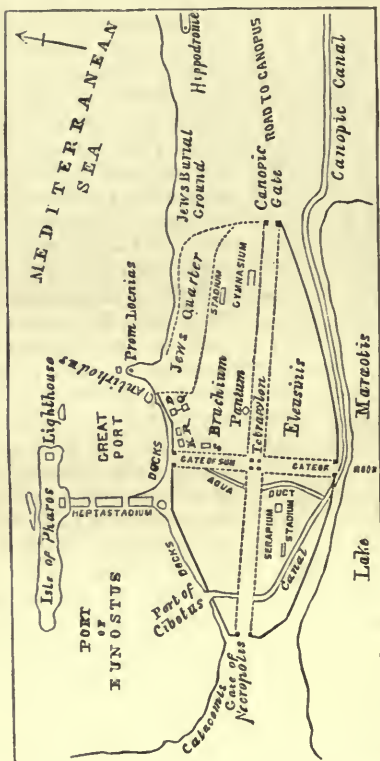 MEDITERRANEAN
SEA
Hippodrome
ROAD TO CANOPUS
Canopic Canal
Jews Burial
Ground
Canopic
Gate
Lighthouse
Isle of Pharos
Antirhodus
Prom Locnias
GREAT
PORT
DOCKS
Jews Quarter
STADIUM
GYMNASIUM
HEPTASTADIUM
PORT
OF
EUNOSTUS
Bruchium
Panium
Tetrapylon
Eleusinis
GATE OF SUN
GATE OF
MOON
AQUA
DUCT
DOCKS
SERAPIUM
STADIUM
Port of
Cibotus
Canal
Catacombs
Gate of
Necropolis
Lake
Mareotis